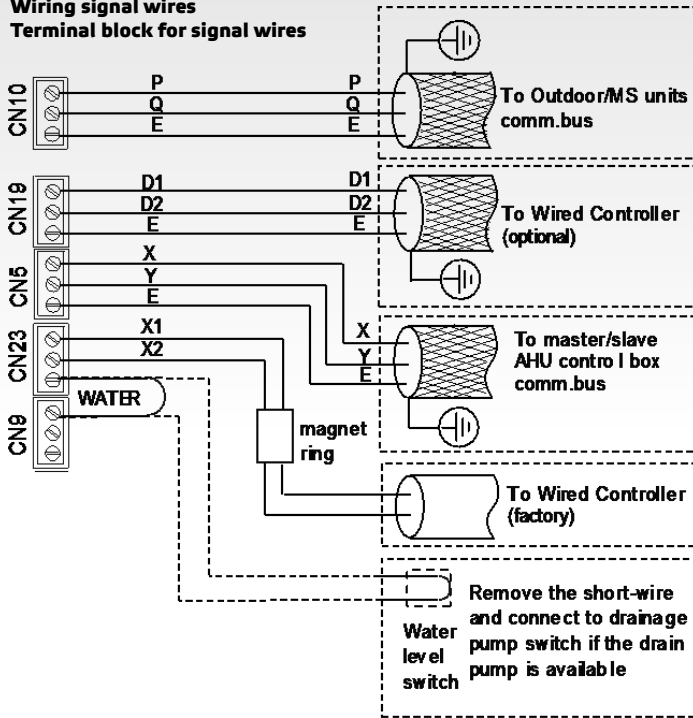 Wiring signal wires
Terminal block for signal wires
CN10
P
Q
E
P
Q
E
To Outdoor/MS units
comm.bus
CN19
D1
D2
E
D1
D2
E
To Wired Controller
(optional)
CN5
X
Y
E
X
Y
E
To master/slave
AHU contro l box
comm.bus
CN23
X1
X2
WATER
CN9
magnet
ring
To Wired Controller
(factory)
Water
level
switch
Remove the short-wire
and connect to drainage
pump switch if the drain
pump is available